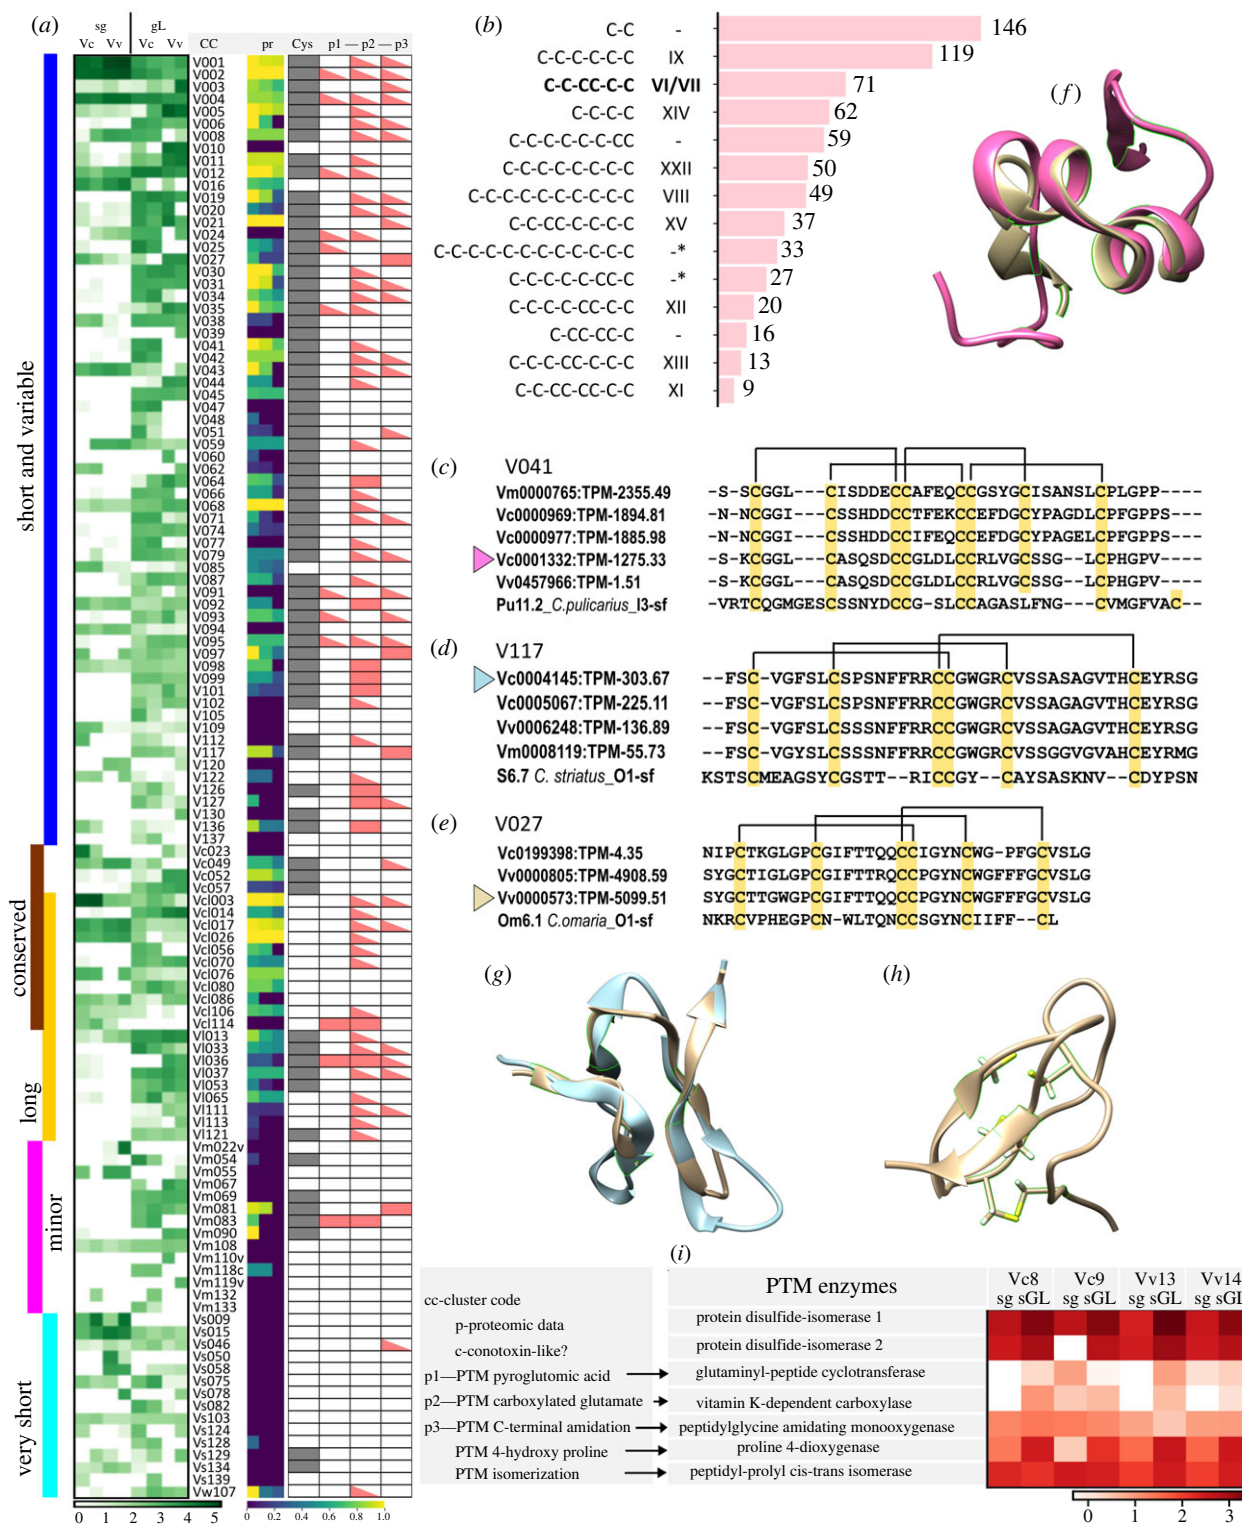 (a)
sg gL
Vc Vv Vc Vv CC pr Cys p1 — p2 — p3
V001
V002
V003
V004
V005
V006
V008
V010
V011
V012
V016
V019
V020
V021
V024
V025
V027
V030
V031
V034
V035
V038
V039
V041
V042
V043
V044
V045
V047
V048
V051
V059
V060
V062
V064
V066
V068
V071
V074
V077
V079
V085
V087
V091
V092
V093
V094
V095
V097
V098
V099
V101
V102
V105
V109
V112
V117
V120
V122
V126
V127
V130
V136
V137
Vc023
Vc049
Vc052
Vc057
Vcl003
Vcl014
Vcl017
Vcl026
Vcl056
Vcl070
Vcl076
Vcl080
Vcl086
Vcl106
Vcl114
Vl013
Vl033
Vl036
Vl037
Vl053
Vl065
Vl111
Vl113
Vl121
Vm022v
Vm054
Vm055
Vm067
Vm069
Vm081
Vm083
Vm090
Vm108
Vm110v
Vm118c
Vm119v
Vm132
Vm133
Vs009
Vs015
Vs046
Vs050
Vs058
Vs075
Vs078
Vs082
Vs103
Vs124
Vs128
Vs129
Vs134
Vs139
Vw107
short and variable
conserved
long
minor
very short
0 1 2 3 4 5
0 0.2 0.4 0.6 0.8 1.0
(b)
C-C - 146
C-C-C-C-C-C IX 119
C-C-CC-C-C VI/VII 71
C-C-C-C XIV 62
C-C-C-C-C-C-CC - 59
C-C-C-C-C-C-C-C XXII 50
C-C-C-C-C-C-C-C-C-C VIII 49
C-C-CC-C-C-C-C XV 37
C-C-C-C-C-C-C-C-C-C-C-C -* 33
C-C-C-C-C-CC-C -* 27
C-C-C-C-CC-C-C XII 20
C-CC-CC-C - 16
C-C-C-CC-C-C-C XIII 13
C-C-CC-CC-C-C XI 9
(f)
(c)
V041
Vm0000765:TPM-2355.49 -S-SCGGL---CISDDECCAFEQCCGSYGCISANSLCPLGPP----
Vc0000969:TPM-1894.81 -N-NCGGI---CSSHDDCCTFEKCCEFDGCYPAGDLCPFGPPS---
Vc0000977:TPM-1885.98 -N-NCGGI---CSSHDDCCIFEQCCEFDGCYPAGELCPFGPPS---
Vc0001332:TPM-1275.33 -S-KCGGL---CASQSDCCGLDLCCRLVGCSSG--LCPHGPV----
Vv0457966:TPM-1.51 -S-KCGGL---CASQSDCCGLDLCCRLVGCSSG--LCPHGPV----
Pu11.2_C.pulicarius_I3-sf -VRTCQGMGESCSSNYDCCG-SLCCAGASLFNG---CVMGFVAC-
(d)
V117
Vc0004145:TPM-303.67 --FSC-VGFSLCSPSNFFRRCCGWGRCVSSASAGVTHCEYRSG
Vc0005067:TPM-225.11 --FSC-VGFSLCSPSNFFRRCCGWGRCVSSASAGVTHCEYRSG
Vv0006248:TPM-136.89 --FSC-VGFSLCSSSNFFRRCCGWGRCVSSASAGVTHCEYRSG
Vm0008119:TPM-55.73 --FSC-VGYSLCSSSNFFRRCCGWGRCVSSGGVGVAHCEYRMG
S6.7 C. striatus_O1-sf KSTSCMEAGSYCGSTT--RICCGY--CAYSASKNV--CDYPSN
(e)
V027
Vc0199398:TPM-4.35 NIPCTKGLGPCGIFTTQQCCIGYNCWG-PFGCVSLG
Vv0000805:TPM-4908.59 SYGCTIGLGPCGIFTTRQCCPGYNCWGFFFGCVSLG
Vv0000573:TPM-5099.51 SYGCTTGWGPCGIFTTQQCCPGYNCWGFFFGCVSLG
Om6.1 C.omaria_O1-sf NKRCVPHEGPCN-WLTQNCCSGYNCIIFF--CL
(g)
(h)
(i)
cc-cluster code
p-proteomic data
c-conotoxin-like?
p1—PTM pyroglutomic acid
p2—PTM carboxylated glutamate
p3—PTM C-terminal amidation
PTM 4-hydroxy proline
PTM isomerization
PTM enzymes
protein disulfide-isomerase 1
protein disulfide-isomerase 2
glutaminyl-peptide cyclotransferase
vitamin K-dependent carboxylase
peptidylglycine amidating monooxygenase
proline 4-dioxygenase
peptidyl-prolyl cis-trans isomerase
Vc8 Vc9 Vv13 Vv14
sg sGL sg sGL sg sGL sg sGL
0 1 2 3